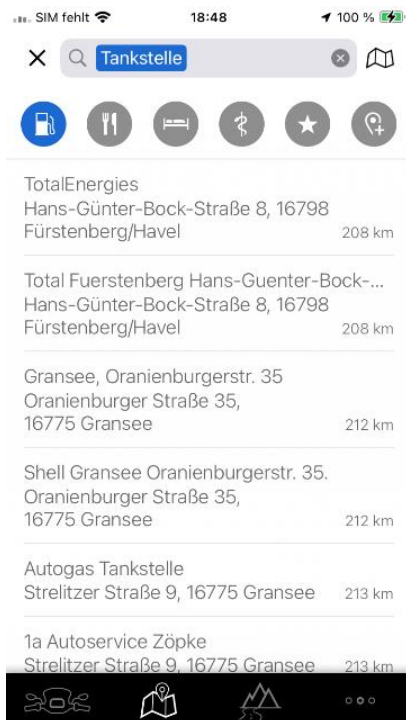 SIM fehlt 18:48 100 %
Tankstelle
TotalEnergies
Hans-Günter-Bock-Straße 8, 16798
Fürstenberg/Havel 208 km
Total Fuerstenberg Hans-Guenter-Bock-...
Hans-Günter-Bock-Straße 8, 16798
Fürstenberg/Havel 208 km
Gransee, Oranienburgerstr. 35
Oranienburger Straße 35,
16775 Gransee 212 km
Shell Gransee Oranienburgerstr. 35.
Oranienburger Straße 35,
16775 Gransee 212 km
Autogas Tankstelle
Strelitzer Straße 9, 16775 Gransee 213 km
1a Autoservice Zöpke
Strelitzer Straße 9, 16775 Gransee 213 km